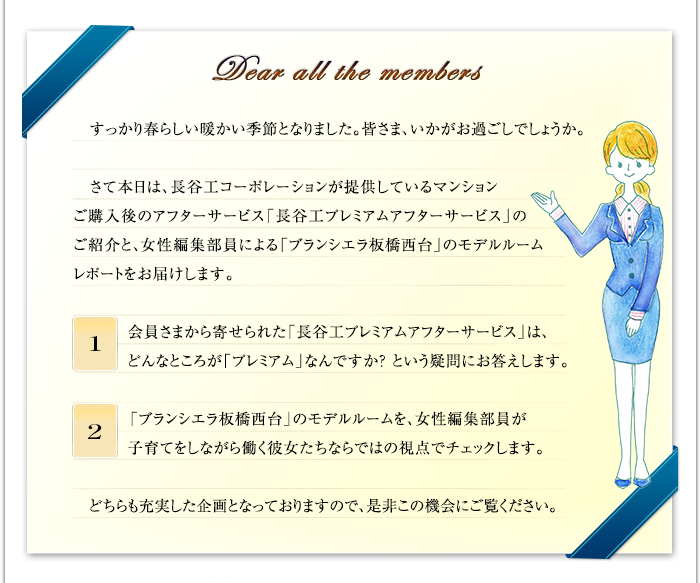 Dear all the members
すっかり春らしい暖かい季節となりました。皆さま、いかがお過ごしでしょうか。
さて本日は、長谷工コーポレーションが提供しているマンション
ご購入後のアフターサービス「長谷工プレミアムアフターサービス」の
ご紹介と、女性編集部員による「ブランシエラ板橋西台」のモデルルーム
レポートをお届けします。
1
会員さまから寄せられた「長谷工プレミアムアフターサービス」は、
どんなところが「プレミアム」なんですか? という疑問にお答えします。
2
「ブランシエラ板橋西台」のモデルルームを、女性編集部員が
子育てをしながら働く彼女たちならではの視点でチェックします。
どちらも充実した企画となっておりますので、是非この機会にご覧ください。